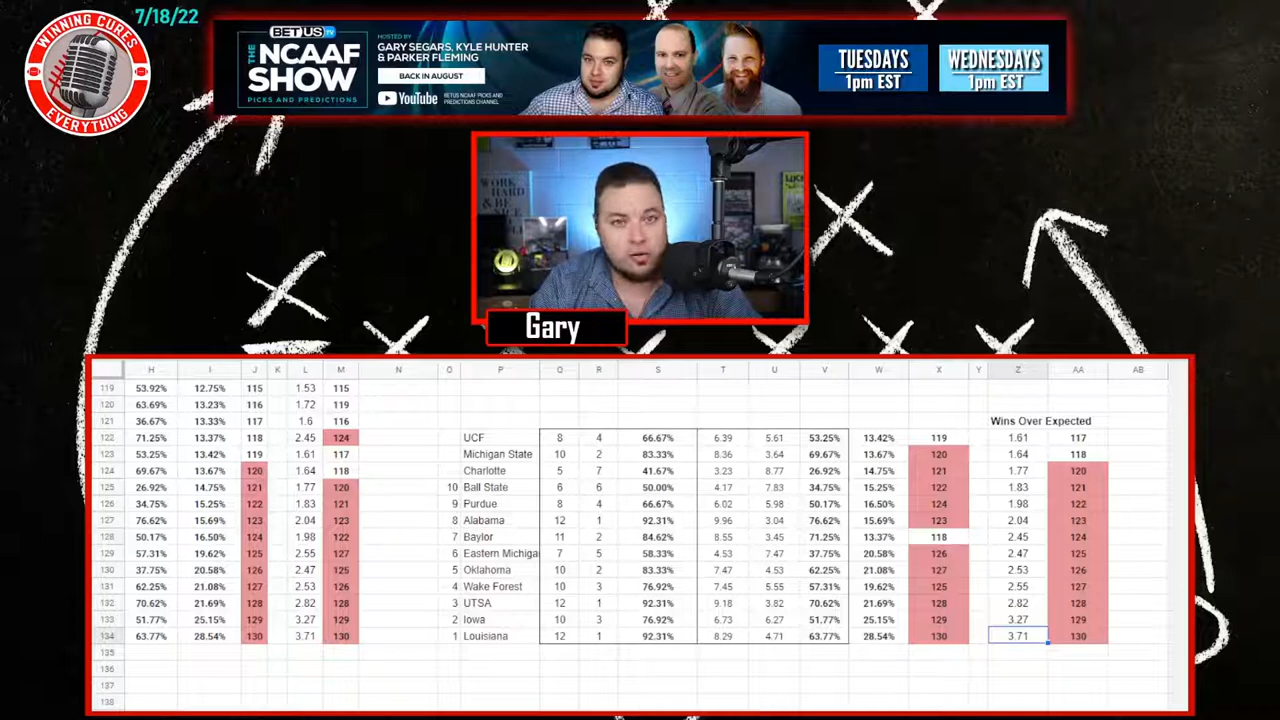 7/18/22
WINNING CURES
EVERYTHING
BETUS TV
THE NCAAF SHOW
PICKS AND PREDICTIONS
HOSTED BY
GARY SEGARS, KYLE HUNTER
& PARKER FLEMING
BACK IN AUGUST
YouTube
BETUS NCAAF PICKS AND
PREDICTIONS CHANNEL
TUESDAYS
1pm EST
WEDNESDAYS
1pm EST
WORK
HARD
& BE
Gary
H I J K L M N O P Q R S T U V W X Y Z AA AB
119 53.92% 12.75% 115 1.53 115
120 63.69% 13.23% 116 1.72 119
121 36.67% 13.33% 117 1.6 116 Wins Over Expected
122 71.25% 13.37% 118 2.45 124 UCF 8 4 66.67% 6.39 5.61 53.25% 13.42% 119 1.61 117
123 53.25% 13.42% 119 1.61 117 Michigan State 10 2 83.33% 8.36 3.64 69.67% 13.67% 120 1.64 118
124 69.67% 13.67% 120 1.64 118 Charlotte 5 7 41.67% 3.23 8.77 26.92% 14.75% 121 1.77 120
125 26.92% 14.75% 121 1.77 120 10 Ball State 6 6 50.00% 4.17 7.83 34.75% 15.25% 122 1.83 121
126 34.75% 15.25% 122 1.83 121 9 Purdue 8 4 66.67% 6.02 5.98 50.17% 16.50% 124 1.98 122
127 76.62% 15.69% 123 2.04 123 8 Alabama 12 1 92.31% 9.96 3.04 76.62% 15.69% 123 2.04 123
128 50.17% 16.50% 124 1.98 122 7 Baylor 11 2 84.62% 8.55 3.45 71.25% 13.37% 118 2.45 124
129 57.31% 19.62% 125 2.55 127 6 Eastern Michiga 7 5 58.33% 4.53 7.47 37.75% 20.58% 126 2.47 125
130 37.75% 20.58% 126 2.47 125 5 Oklahoma 10 2 83.33% 7.47 4.53 62.25% 21.08% 127 2.53 126
131 62.25% 21.08% 127 2.53 126 4 Wake Forest 10 3 76.92% 7.45 5.55 57.31% 19.62% 125 2.55 127
132 70.62% 21.69% 128 2.82 128 3 UTSA 12 1 92.31% 9.18 3.82 70.62% 21.69% 128 2.82 128
133 51.77% 25.15% 129 3.27 129 2 Iowa 10 3 76.92% 6.73 6.27 51.77% 25.15% 129 3.27 129
134 63.77% 28.54% 130 3.71 130 1 Louisiana 12 1 92.31% 8.29 4.71 63.77% 28.54% 130 3.71 130
135
136
137
138